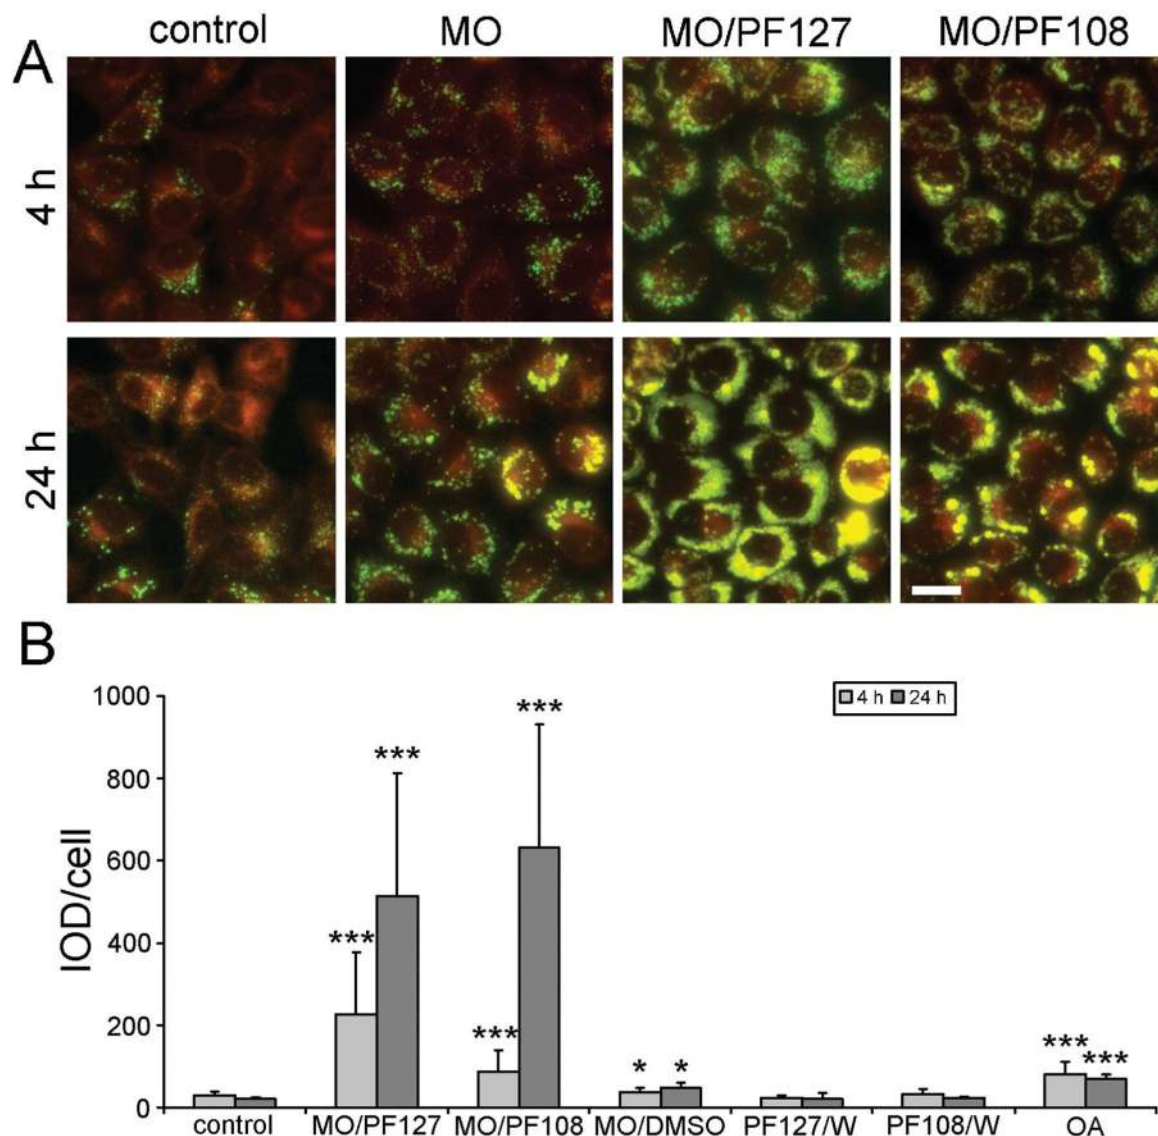 control MO MO/PF127 MO/PF108
A
4 h
24 h
B
1000
800
600
400
200
0
IOD/cell
4 h 24 h
***
***
***
***
*
*
***
***
control MO/PF127 MO/PF108 MO/DMSO PF127/W PF108/W OA